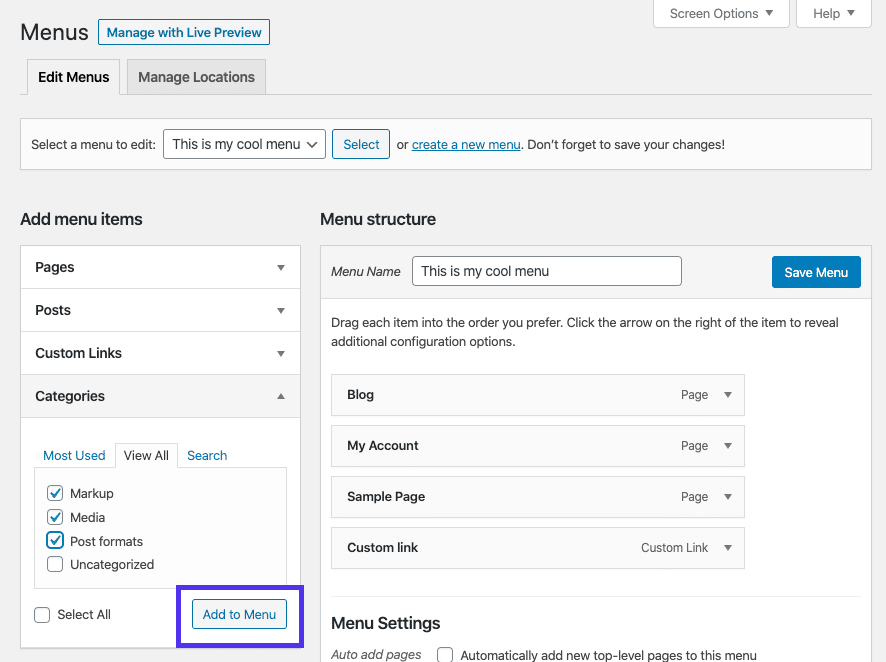 Screen Options Help
Menus Manage with Live Preview
Edit Menus Manage Locations
Select a menu to edit: This is my cool menu Select or create a new menu. Don’t forget to save your changes!
Add menu items
Pages
Posts
Custom Links
Categories
Most Used View All Search
Markup
Media
Post formats
Uncategorized
Select All Add to Menu
Menu structure
Menu Name This is my cool menu Save Menu
Drag each item into the order you prefer. Click the arrow on the right of the item to reveal
additional configuration options.
Blog Page
My Account Page
Sample Page Page
Custom link Custom Link
Menu Settings
Auto add pages Automatically add new top-level pages to this menu